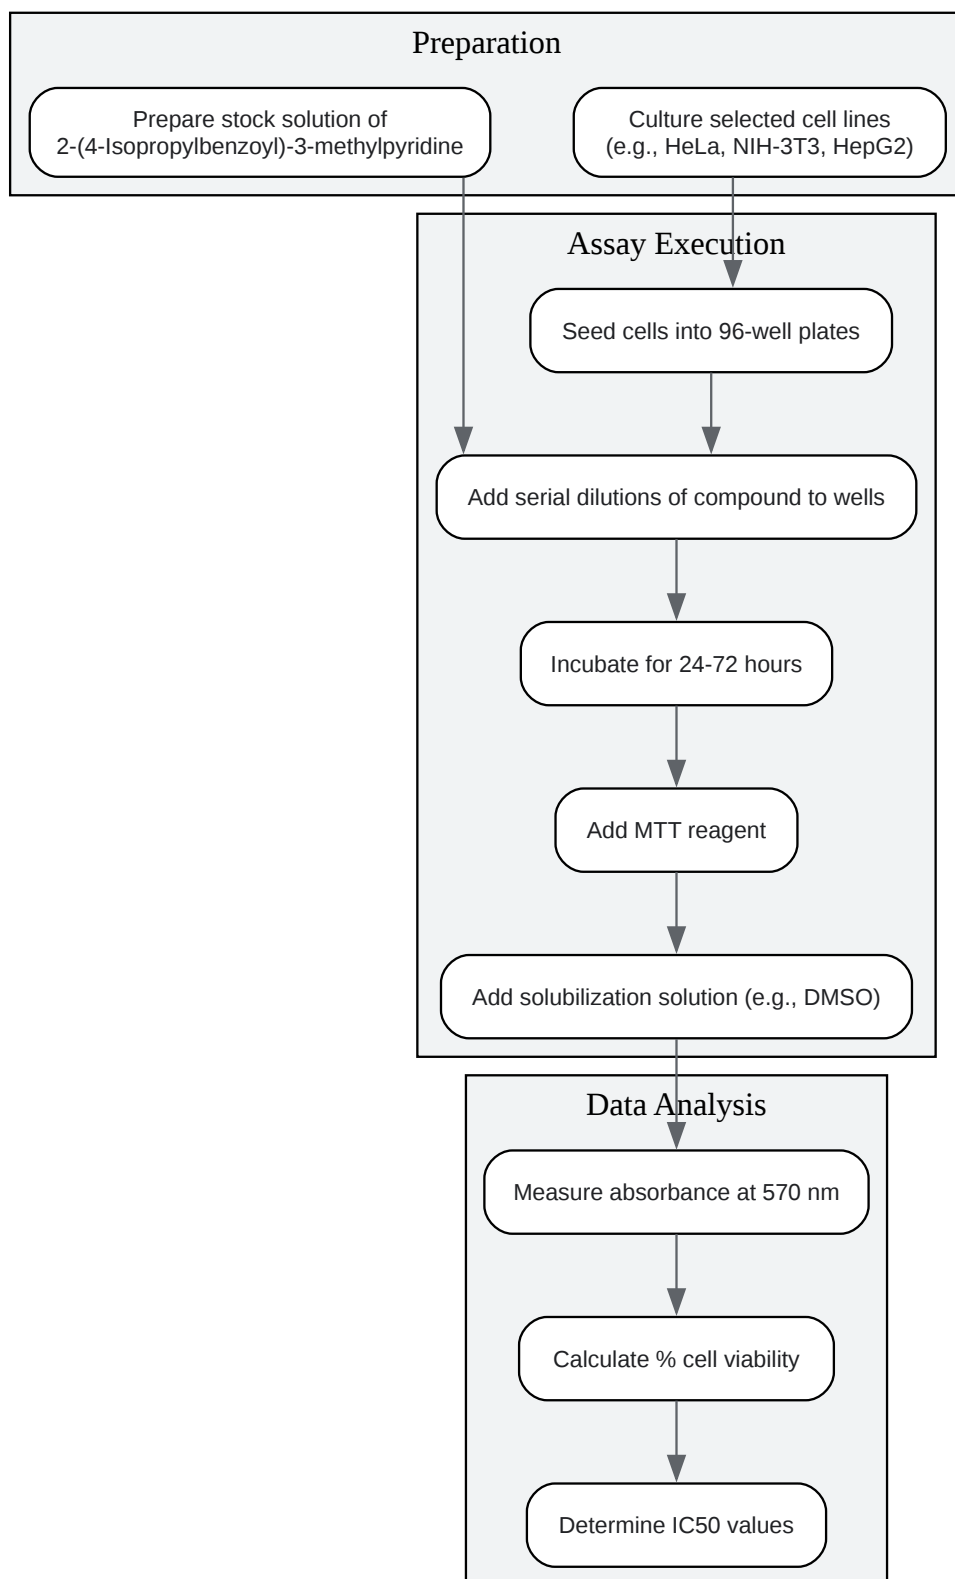 Preparation
Prepare stock solution of
2-(4-Isopropylbenzoyl)-3-methylpyridine
Culture selected cell lines
(e.g., HeLa, NIH-3T3, HepG2)
Assay Execution
Seed cells into 96-well plates
Add serial dilutions of compound to wells
Incubate for 24-72 hours
Add MTT reagent
Add solubilization solution (e.g., DMSO)
Data Analysis
Measure absorbance at 570 nm
Calculate % cell viability
Determine IC50 values